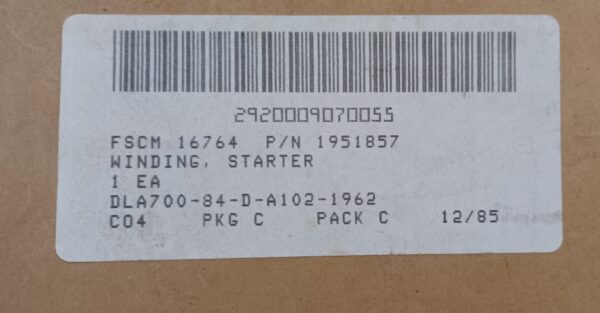 2920009070055
FSCM 16764 P/N 1951857
WINDING, STARTER
1 EA
DLA700-84-D-A102-1962
C04 PKG C PACK C 12/85